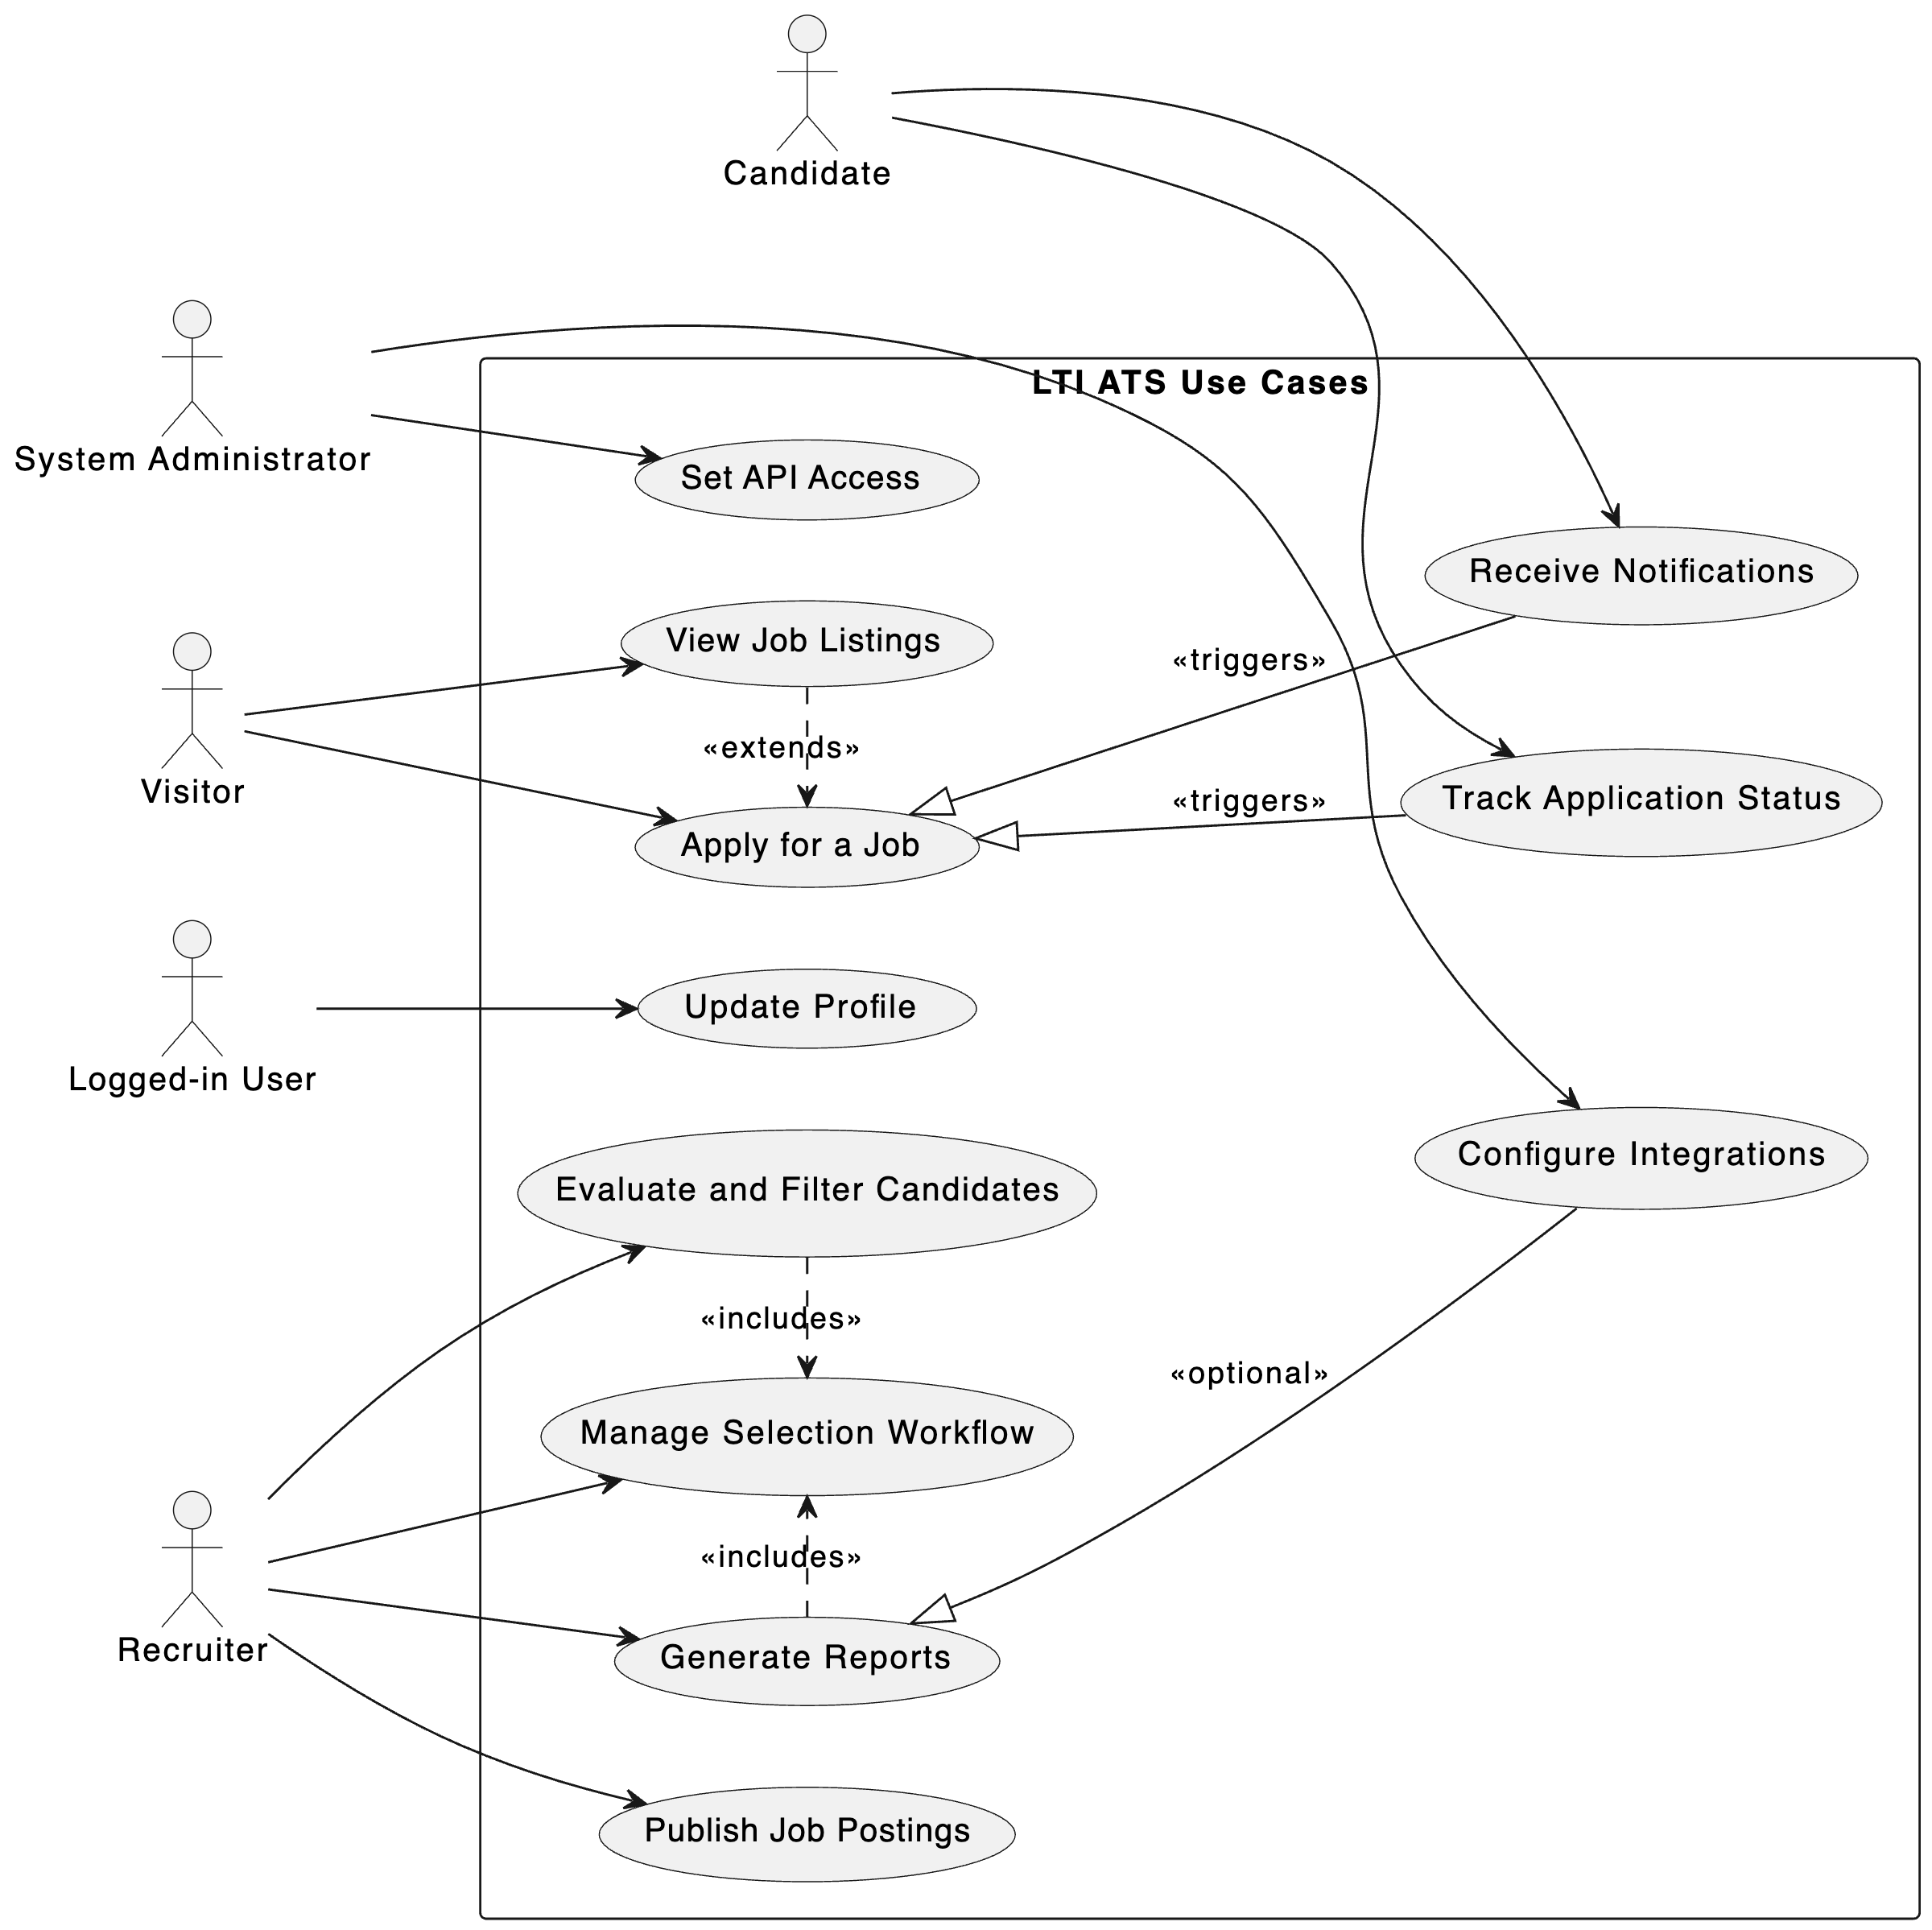 Candidate
System Administrator
LTI ATS Use Cases
Set API Access
Receive Notifications
View Job Listings
«triggers»
Visitor
«extends»
Track Application Status
«triggers»
Apply for a Job
Logged-in User
Update Profile
Configure Integrations
Evaluate and Filter Candidates
«includes»
«optional»
Manage Selection Workflow
«includes»
Recruiter
Generate Reports
Publish Job Postings